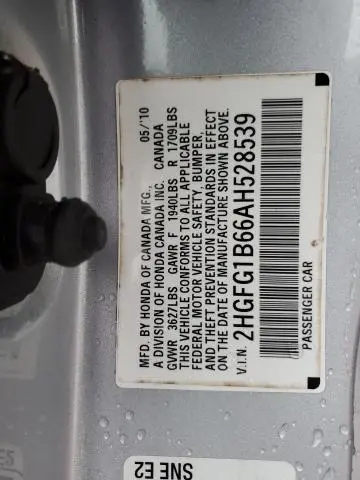 MFD. BY HONDA OF CANADA MFG., 05/'10
A DIVISION OF HONDA CANADA INC. CANADA
GVWR 3627LBS GAWR F 1940LBS R 1709LBS
THIS VEHICLE CONFORMS TO ALL APPLICABLE
FEDERAL MOTOR VEHICLE SAFETY, BUMPER,
AND THEFT PREVENTION STANDARDS IN EFFECT
ON THE DATE OF MANUFACTURE SHOWN ABOVE.
V.I.N. 2HGFG1B66AH528539
PASSENGER CAR
SNE E2